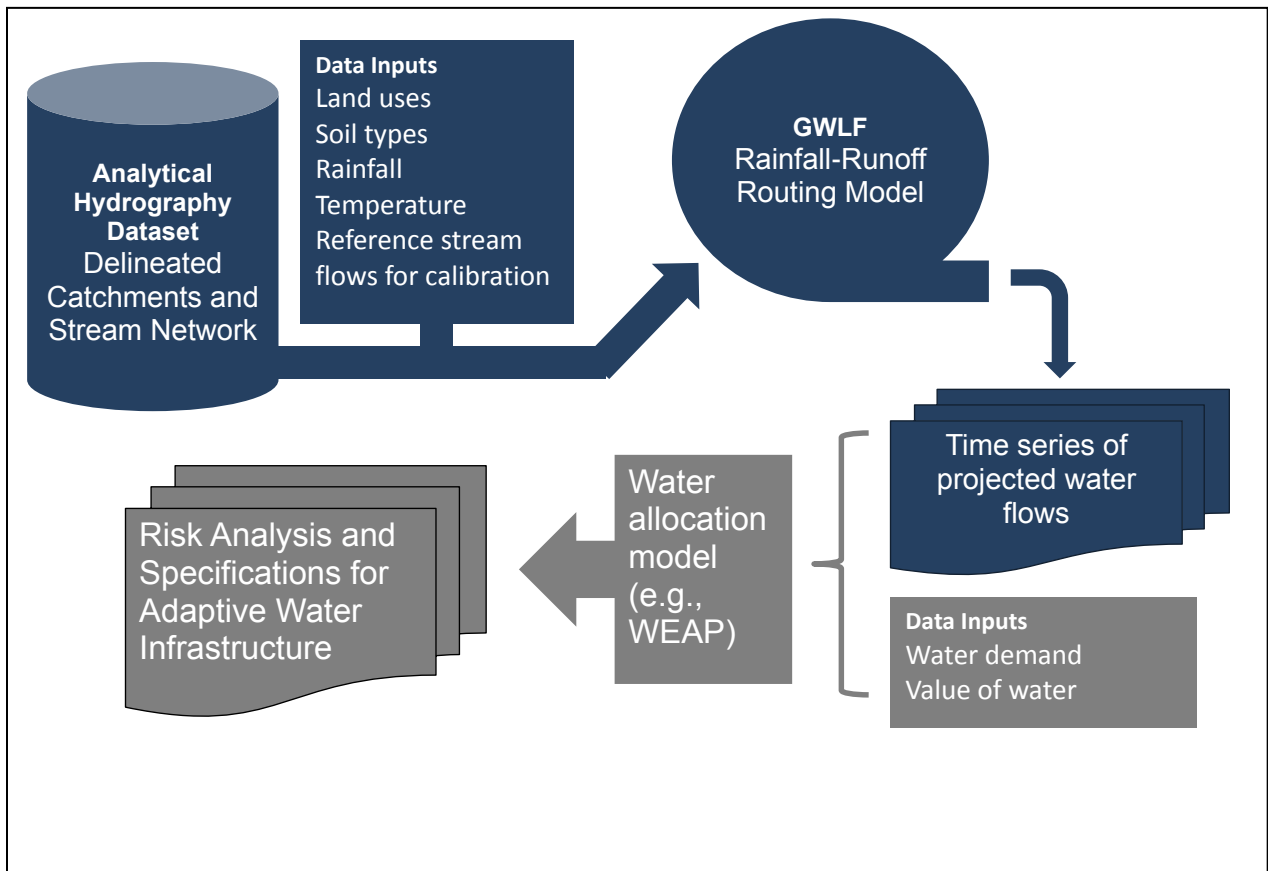 Analytical
Hydrography
Dataset
Delineated
Catchments and
Stream Network
Data Inputs
Land uses
Soil types
Rainfall
Temperature
Reference stream
flows for calibration
GWLF
Rainfall-Runoff
Routing Model
Time series of
projected water
flows
Data Inputs
Water demand
Value of water
Water
allocation
model
(e.g.,
WEAP)
Risk Analysis and
Specifications for
Adaptive Water
Infrastructure